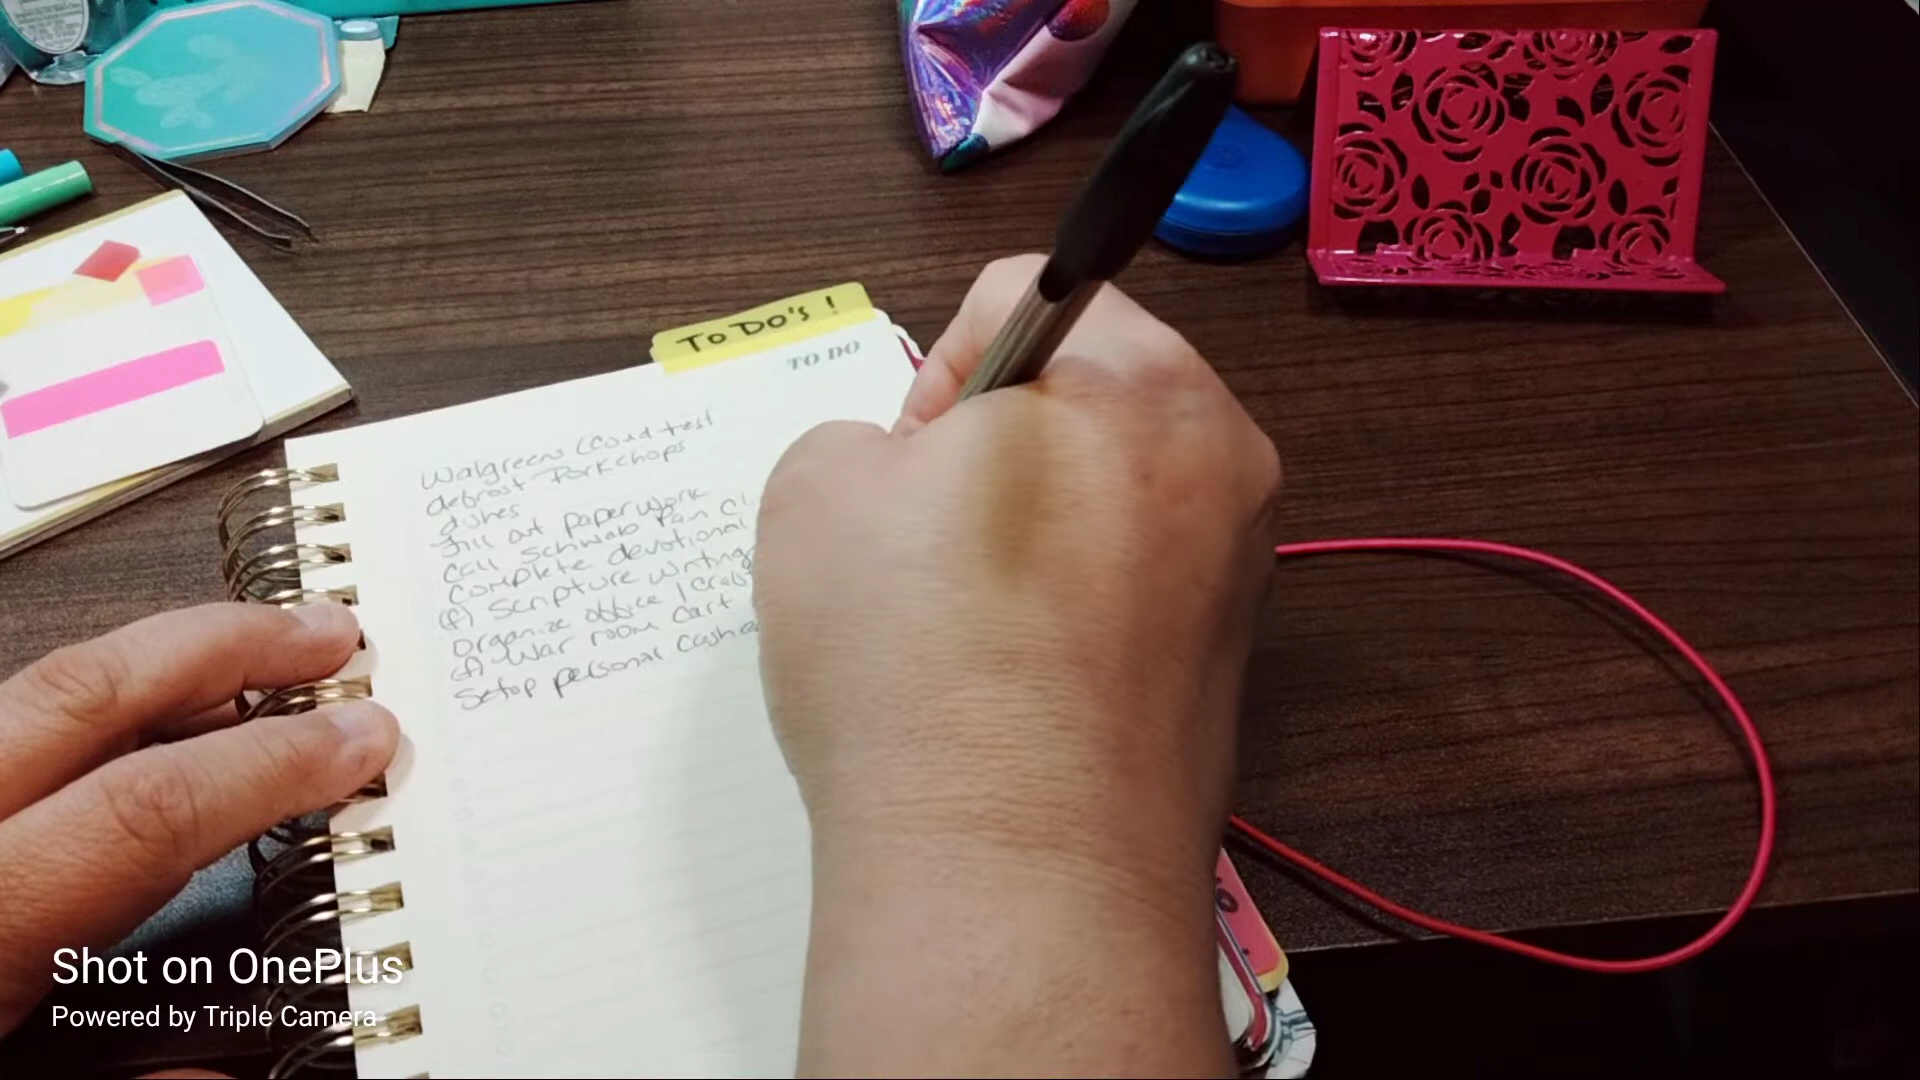 TO DO'S !
TO DO
Walgreens (Covid test
defrost Porkchops
dishes
fill out paperwork
call Schwab
complete devotional
(f) Scripture writing
organize office /
(f) War room cart
Setup personal
Shot on OnePlus
Powered by Triple Camera